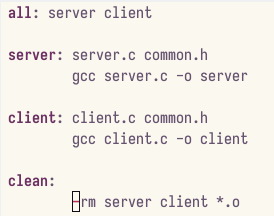 all: server client

server: server.c common.h
        gcc server.c -o server

client: client.c common.h
        gcc client.c -o client

clean:
        -rm server client *.o